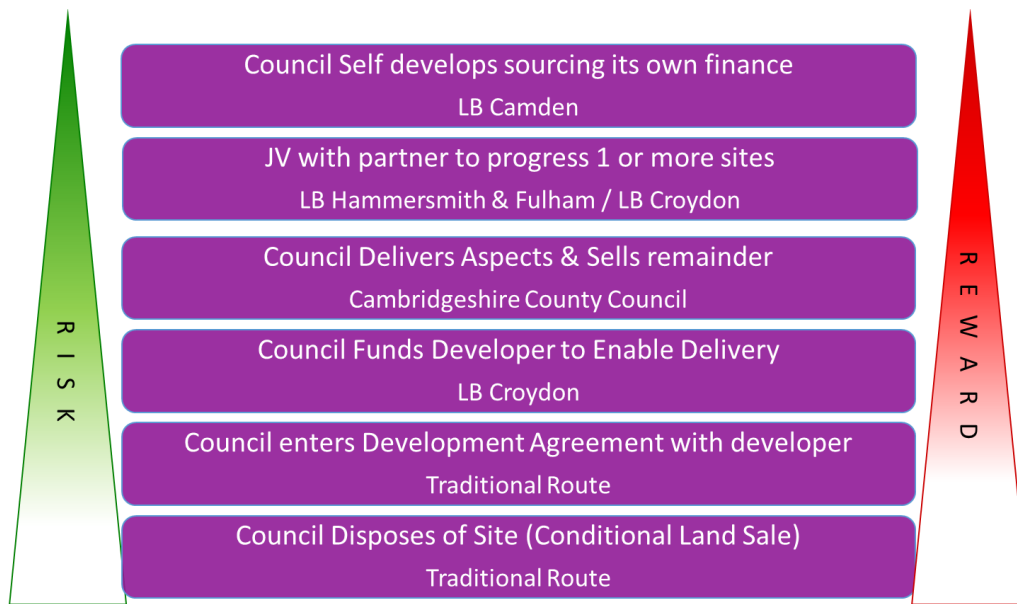 Council Self develops sourcing its own finance
LB Camden
JV with partner to progress 1 or more sites
LB Hammersmith & Fulham / LB Croydon
Council Delivers Aspects & Sells remainder
Cambridgeshire County Council
Council Funds Developer to Enable Delivery
LB Croydon
Council enters Development Agreement with developer
Traditional Route
Council Disposes of Site (Conditional Land Sale)
Traditional Route
RISK
REWARD